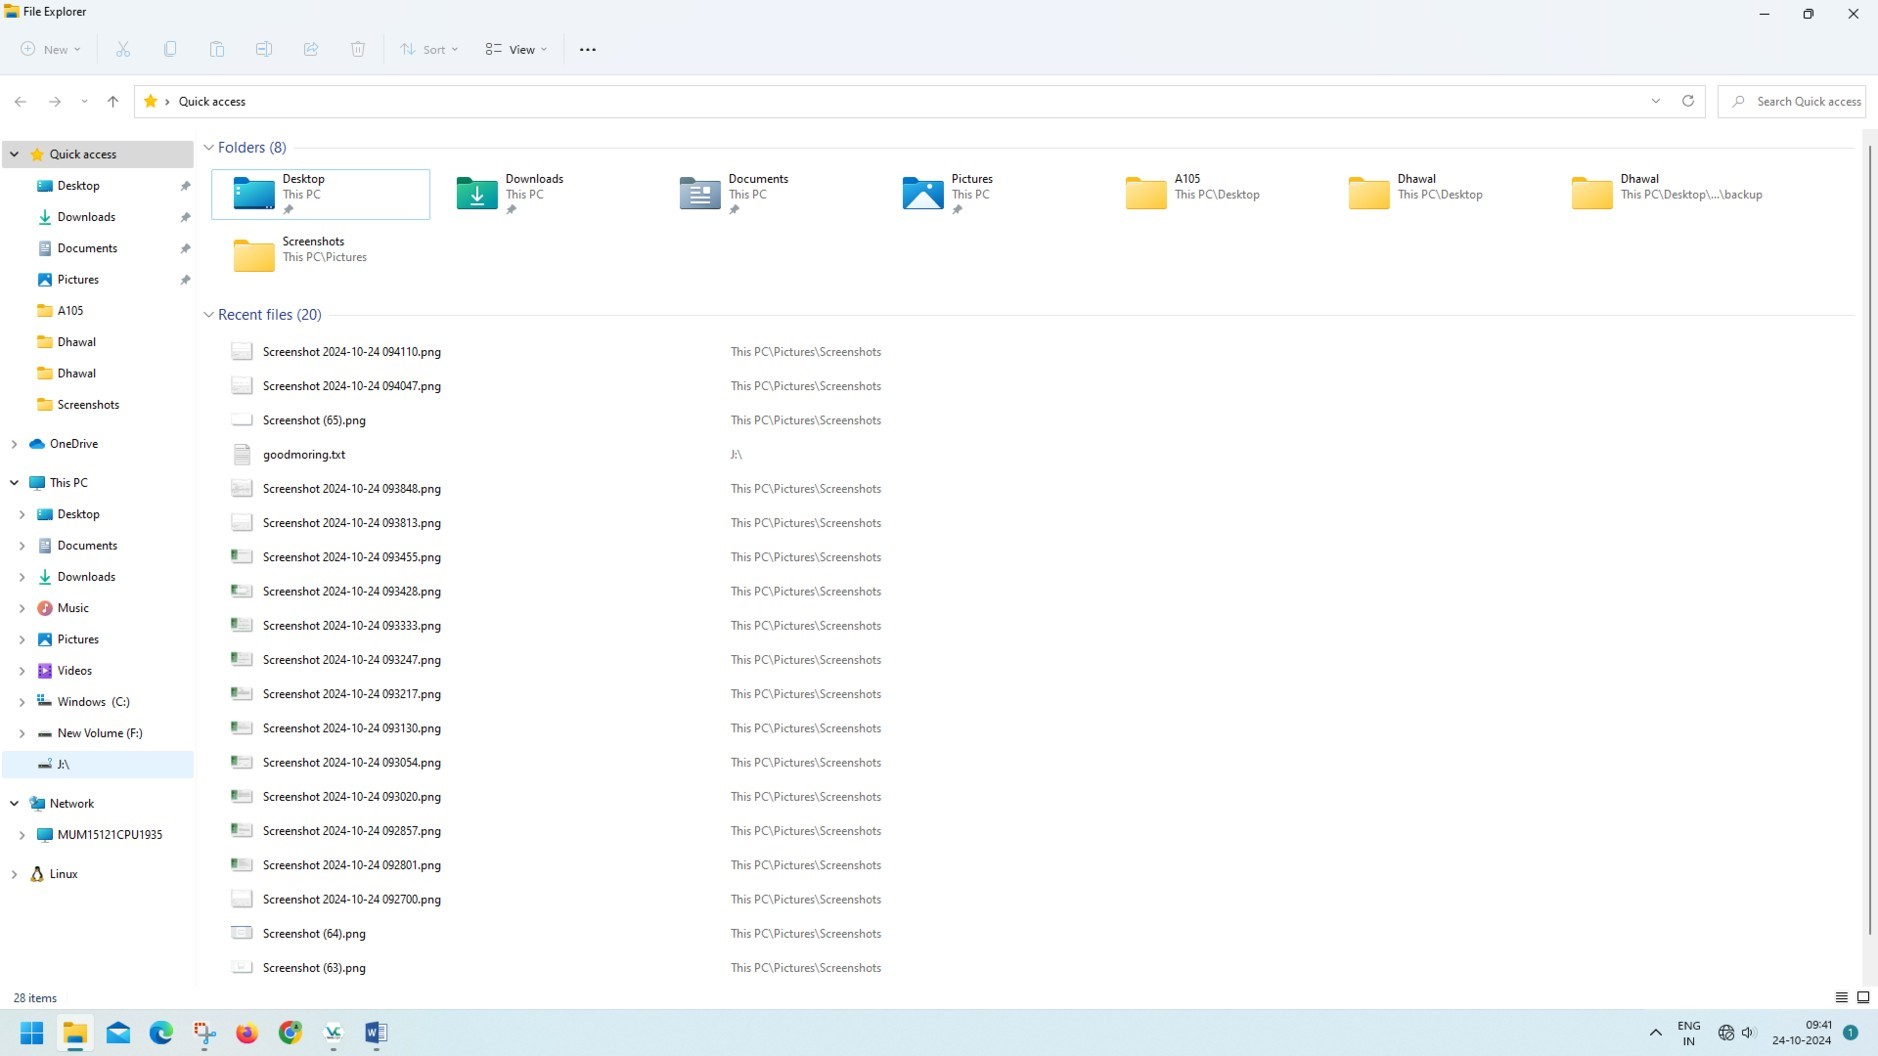 File Explorer
New
Sort
View
Quick access
Search Quick access
Quick access
Desktop
Downloads
Documents
Pictures
A105
Dhawal
Dhawal
Screenshots
OneDrive
This PC
Desktop
Documents
Downloads
Music
Pictures
Videos
Windows (C:)
New Volume (F:)
J:\
Network
MUM15121CPU1935
Linux
Folders (8)
Desktop
This PC
Downloads
This PC
Documents
This PC
Pictures
This PC
A105
This PC\Desktop
Dhawal
This PC\Desktop
Dhawal
This PC\Desktop\...\backup
Screenshots
This PC\Pictures
Recent files (20)
Screenshot 2024-10-24 094110.png This PC\Pictures\Screenshots
Screenshot 2024-10-24 094047.png This PC\Pictures\Screenshots
Screenshot (65).png This PC\Pictures\Screenshots
goodmoring.txt J:\
Screenshot 2024-10-24 093848.png This PC\Pictures\Screenshots
Screenshot 2024-10-24 093813.png This PC\Pictures\Screenshots
Screenshot 2024-10-24 093455.png This PC\Pictures\Screenshots
Screenshot 2024-10-24 093428.png This PC\Pictures\Screenshots
Screenshot 2024-10-24 093333.png This PC\Pictures\Screenshots
Screenshot 2024-10-24 093247.png This PC\Pictures\Screenshots
Screenshot 2024-10-24 093217.png This PC\Pictures\Screenshots
Screenshot 2024-10-24 093130.png This PC\Pictures\Screenshots
Screenshot 2024-10-24 093054.png This PC\Pictures\Screenshots
Screenshot 2024-10-24 093020.png This PC\Pictures\Screenshots
Screenshot 2024-10-24 092857.png This PC\Pictures\Screenshots
Screenshot 2024-10-24 092801.png This PC\Pictures\Screenshots
Screenshot 2024-10-24 092700.png This PC\Pictures\Screenshots
Screenshot (64).png This PC\Pictures\Screenshots
Screenshot (63).png This PC\Pictures\Screenshots
28 items
ENG
IN
09:41
24-10-2024
1